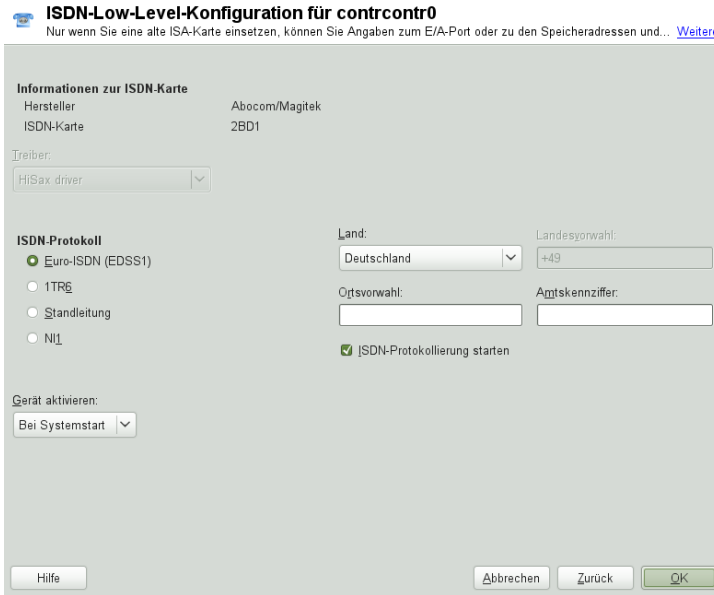 ISDN-Low-Level-Konfiguration für contrcontr0
Nur wenn Sie eine alte ISA-Karte einsetzen, können Sie Angaben zum E/A-Port oder zu den Speicheradressen und... Weitere
Informationen zur ISDN-Karte
Hersteller Abocom/Magitek
ISDN-Karte 2BD1
Treiber:
HiSax driver
ISDN-Protokoll
Euro-ISDN (EDSS1)
1TR6
Standleitung
NI1
Land: Landesvorwahl:
Deutschland +49
Ortsvorwahl: Amtskennziffer:
ISDN-Protokollierung starten
Gerät aktivieren:
Bei Systemstart
Hilfe Abbrechen Zurück OK